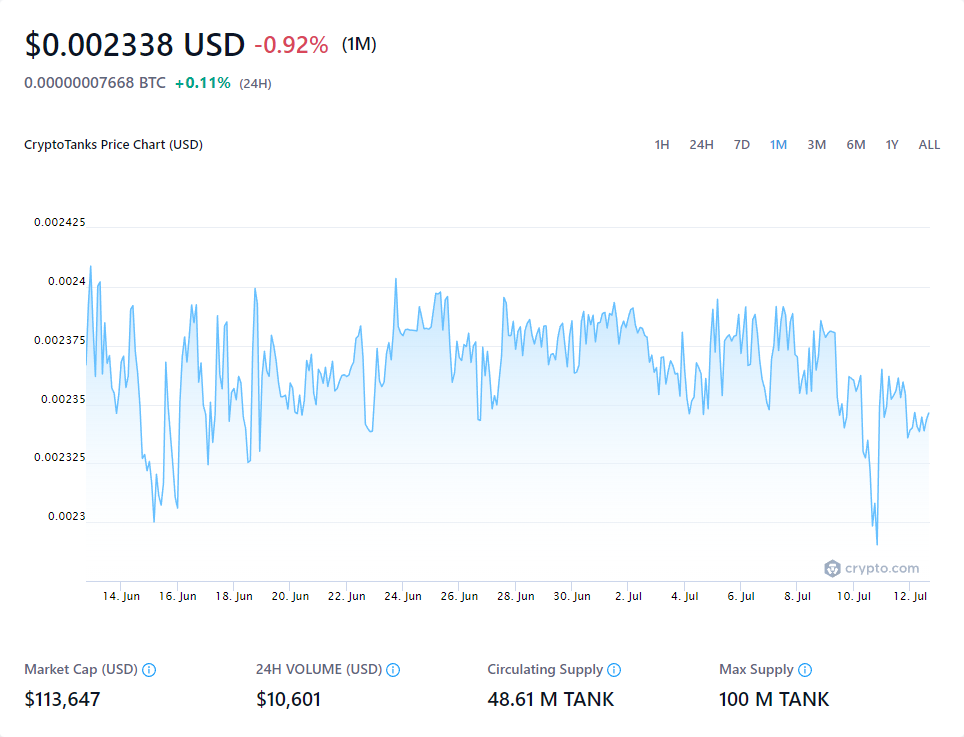 $0.002338 USD -0.92% (1M)
0.00000007668 BTC +0.11% (24H)
CryptoTanks Price Chart (USD) 1H 24H 7D 1M 3M 6M 1Y ALL
0.002425
0.0024
0.002375
0.00235
0.002325
0.0023
crypto.com
14. Jun 16. Jun 18. Jun 20. Jun 22. Jun 24. Jun 26. Jun 28. Jun 30. Jun 2. Jul 4. Jul 6. Jul 8. Jul 10. Jul 12. Jul
Market Cap (USD) 24H VOLUME (USD) Circulating Supply Max Supply
$113,647 $10,601 48.61 M TANK 100 M TANK